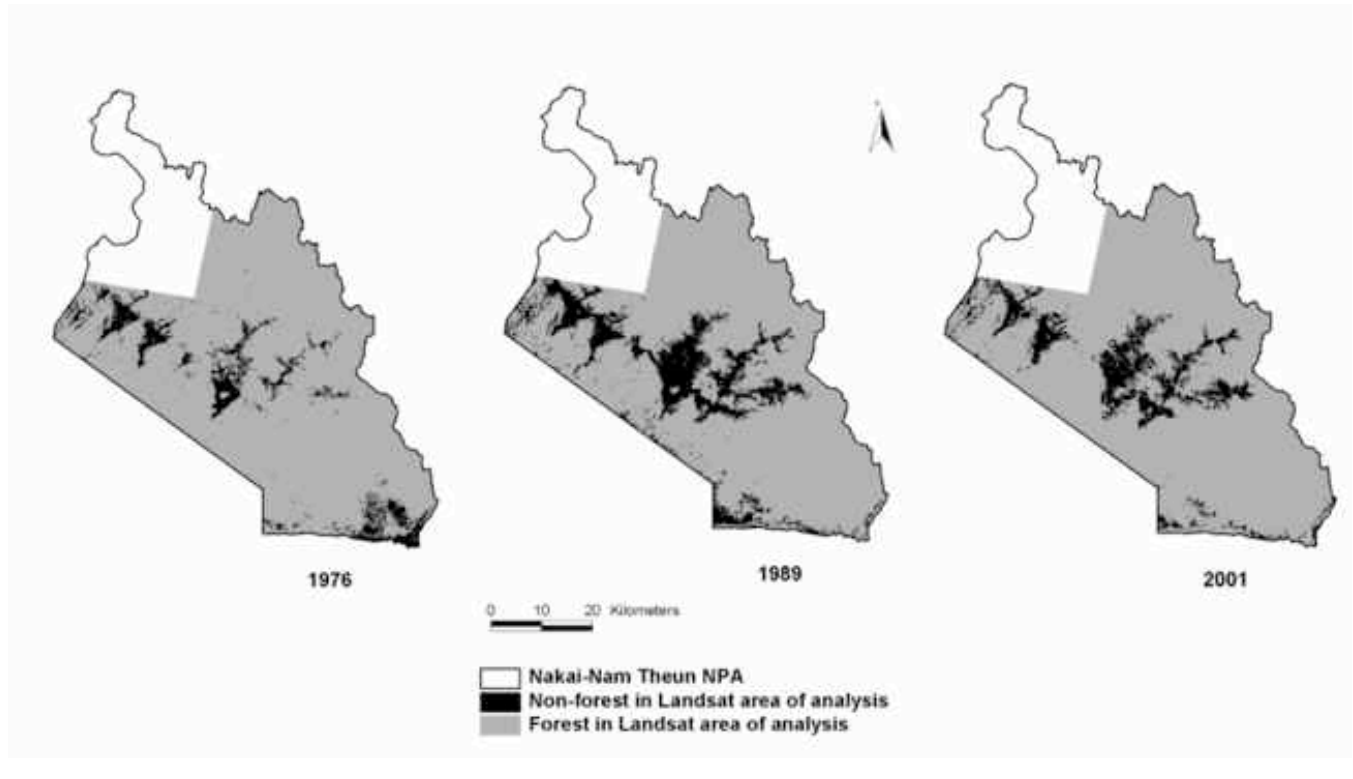 1976
1989
2001
0 10 20 Kilometers
Nakai-Nam Theun NPA
Non-forest in Landsat area of analysis
Forest in Landsat area of analysis